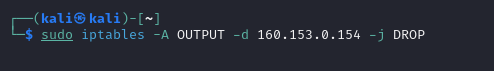 ┌──(kali㉿kali)-[~]
└─$ sudo iptables -A OUTPUT -d 160.153.0.154 -j DROP